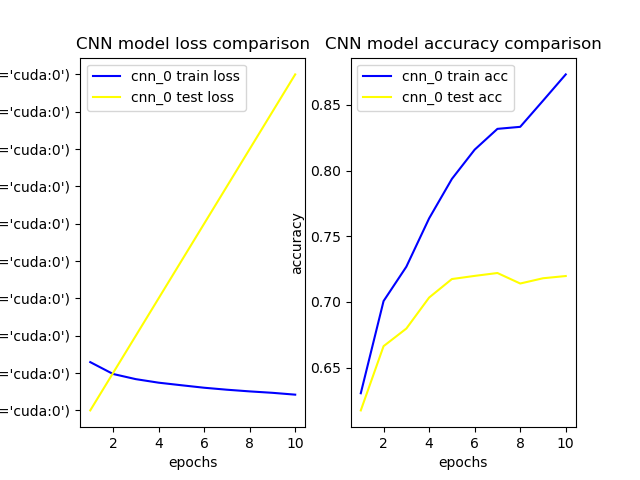 CNN model loss comparison
cnn_0 train loss
cnn_0 test loss
='cuda:0')
='cuda:0')
='cuda:0')
='cuda:0')
='cuda:0')
='cuda:0')
='cuda:0')
='cuda:0')
='cuda:0')
='cuda:0')
2 4 6 8 10
epochs
CNN model accuracy comparison
cnn_0 train acc
cnn_0 test acc
accuracy
0.85
0.80
0.75
0.70
0.65
2 4 6 8 10
epochs